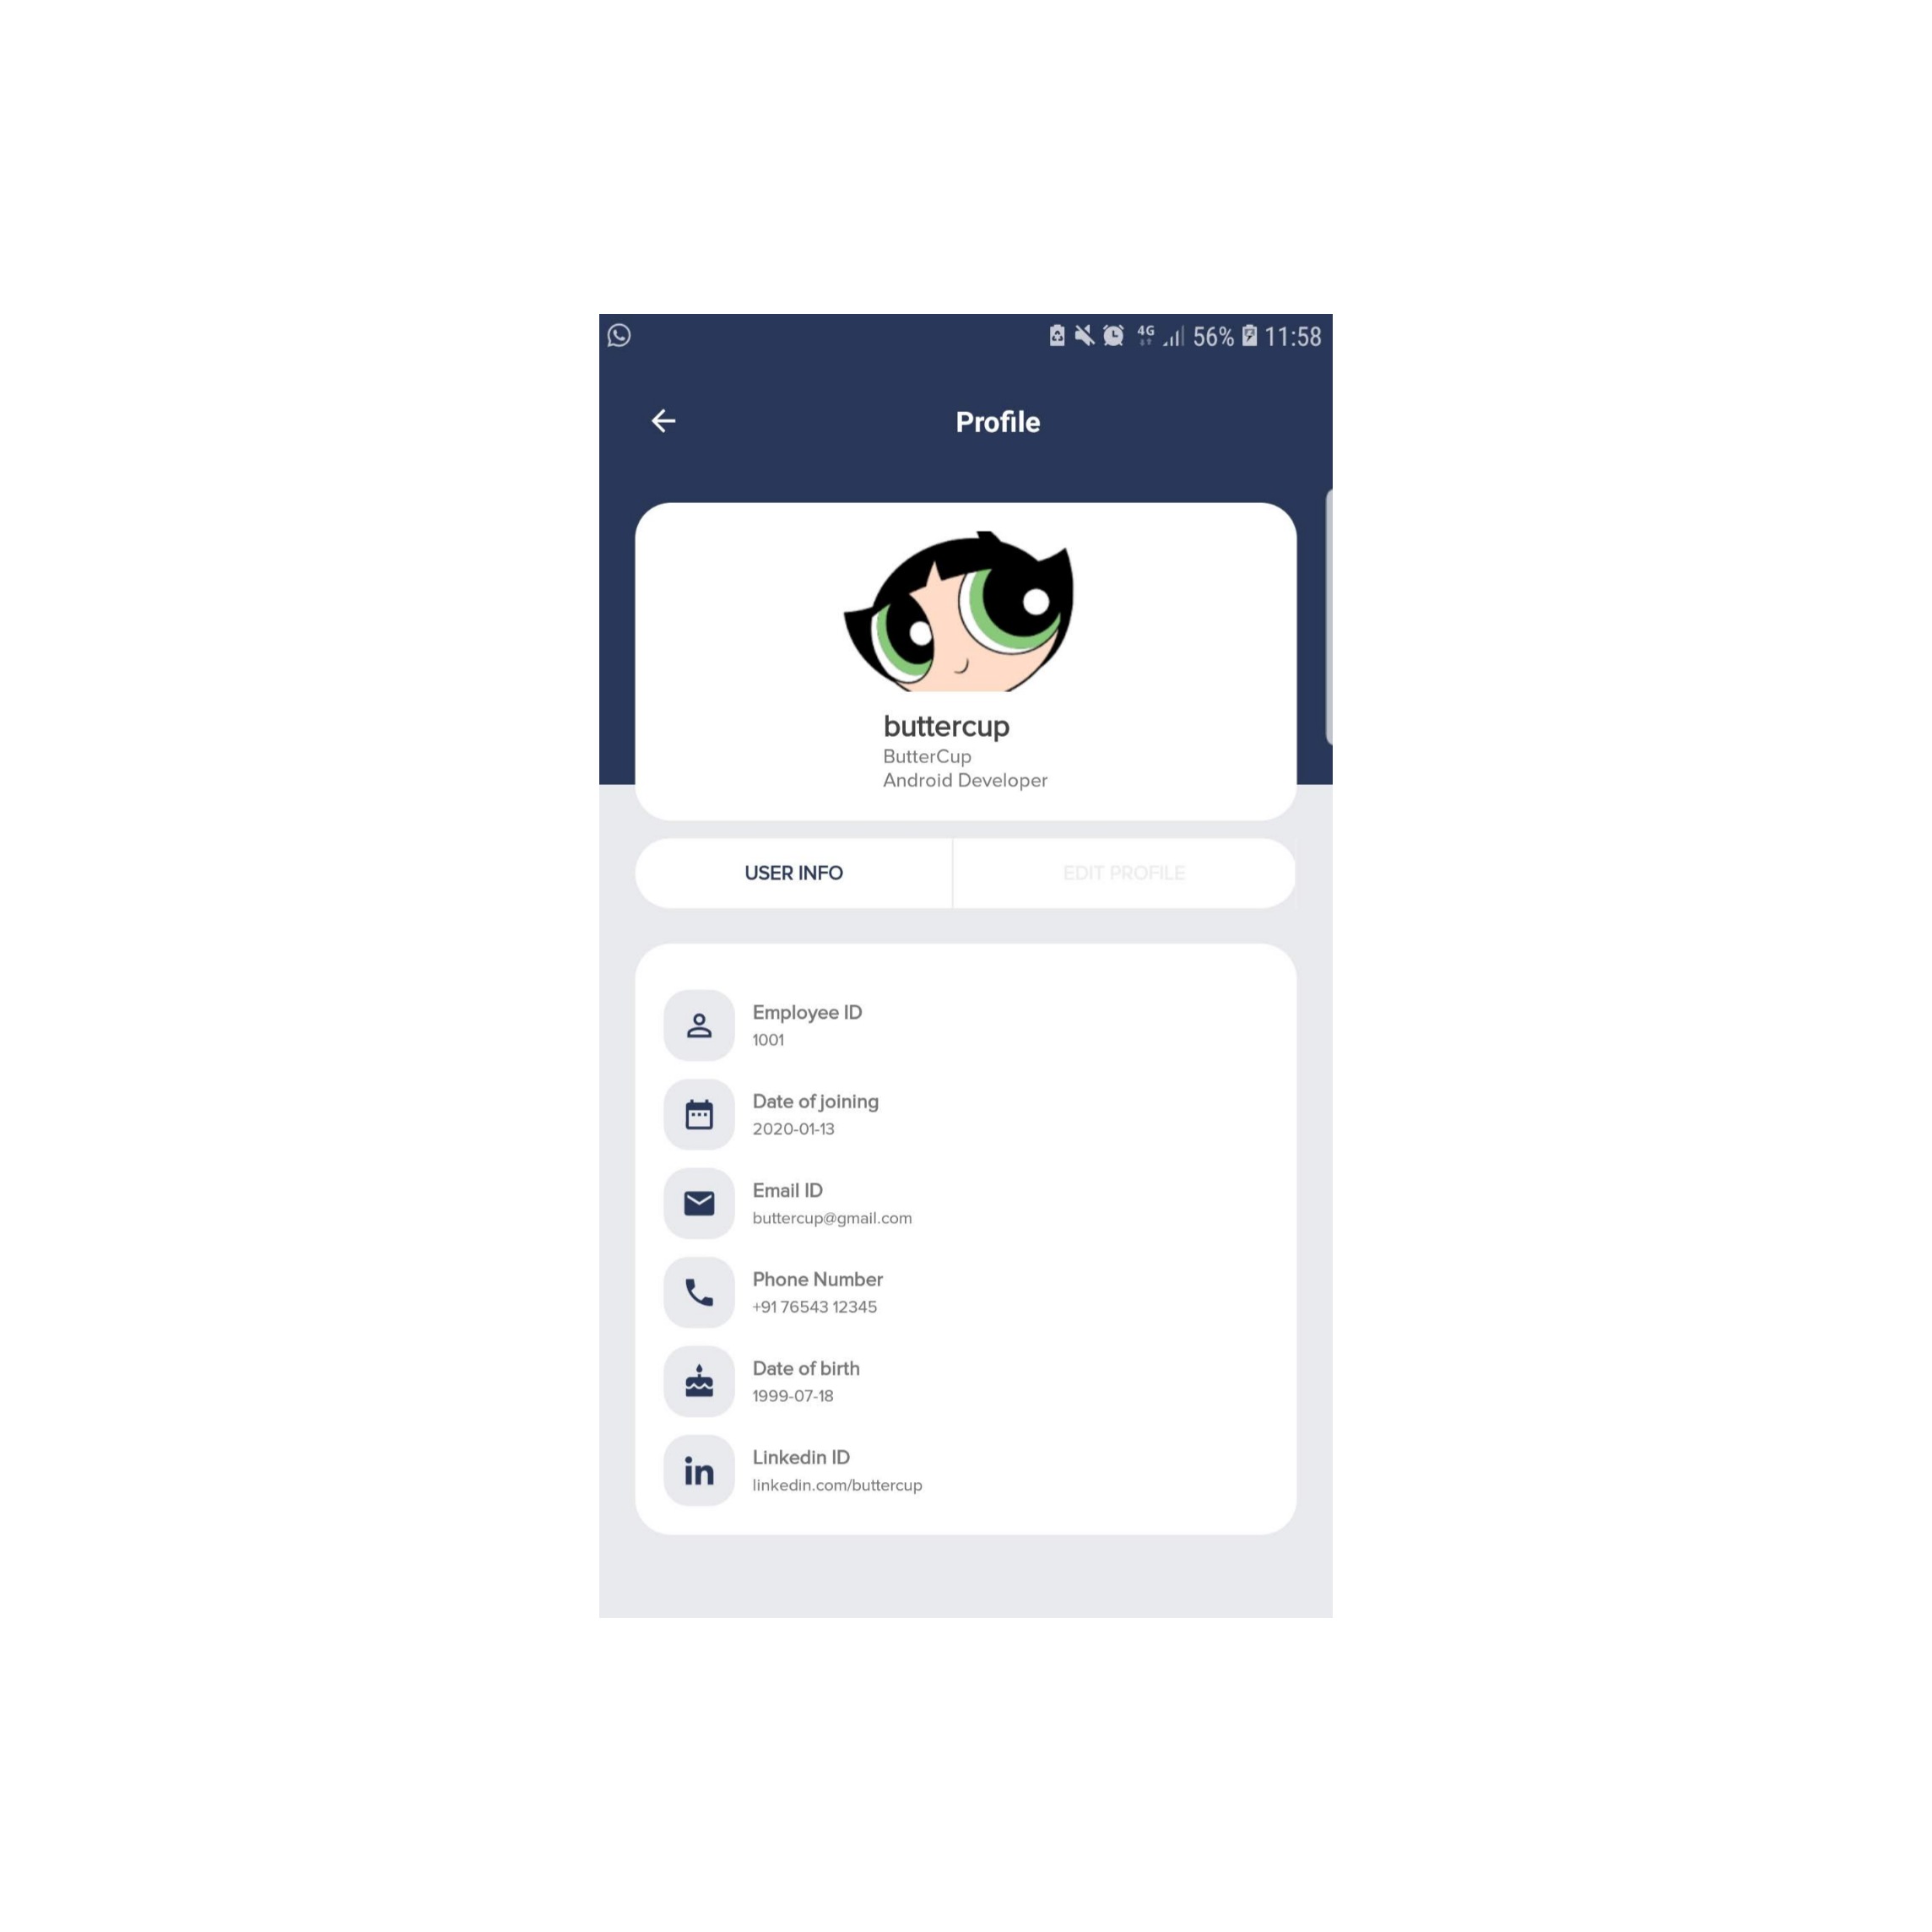 4G 56% 11:58
Profile
buttercup
ButterCup
Android Developer
USER INFO EDIT PROFILE
Employee ID
1001
Date of joining
2020-01-13
Email ID
buttercup@gmail.com
Phone Number
+91 76543 12345
Date of birth
1999-07-18
in
Linkedin ID
linkedin.com/buttercup